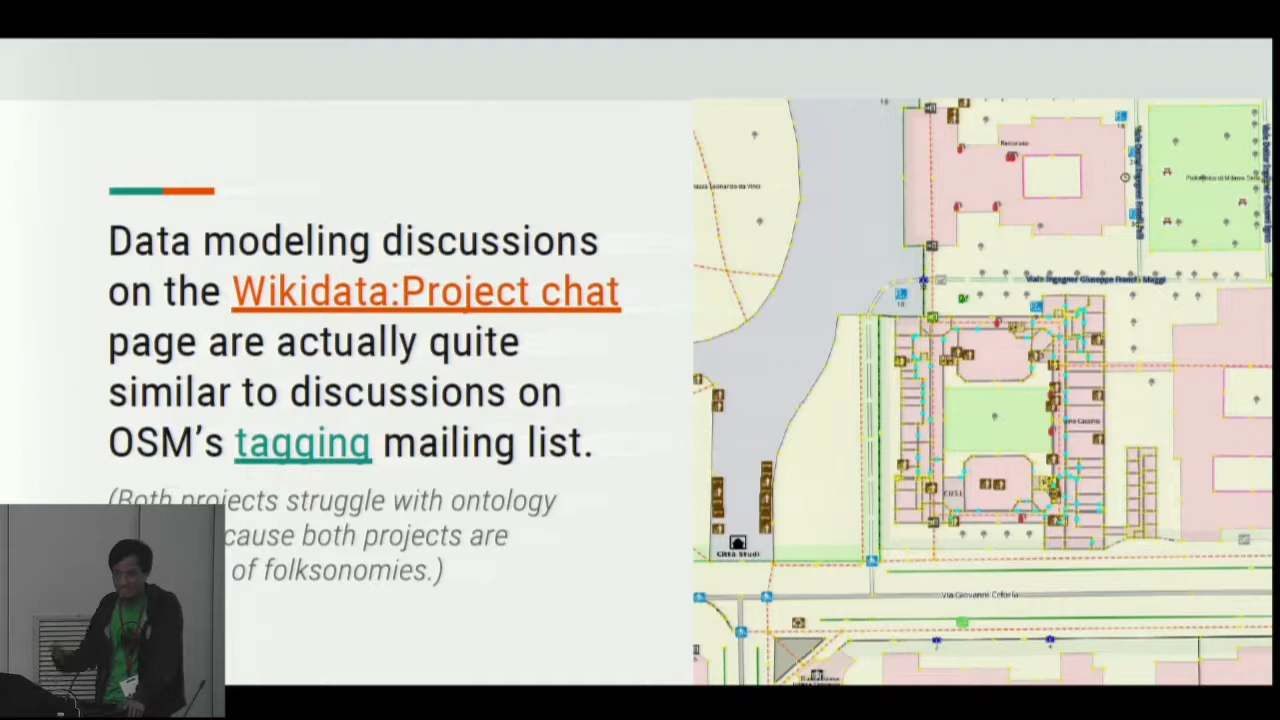 Data modeling discussions
on the Wikidata:Project chat
page are actually quite
similar to discussions on
OSM's tagging mailing list.
(Both projects struggle with ontology
cause both projects are
of folksonomies.)
Rettorato
Città Studi
Via Giovanni Celoria